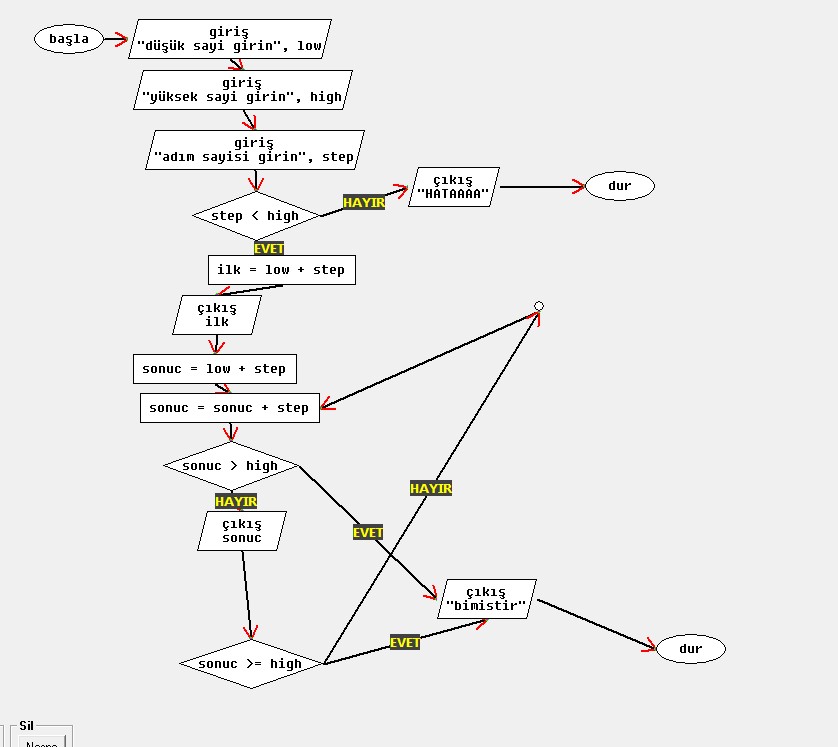 başla
giriş
"düşük sayi girin", low
giriş
"yüksek sayi girin", high
giriş
"adım sayisi girin", step
step < high
HAYIR
çıkış
"HATAAAA"
dur
EVET
ilk = low + step
çıkış
ilk
sonuc = low + step
sonuc = sonuc + step
sonuc > high
HAYIR
EVET
HAYIR
çıkış
sonuc
çıkış
"bimistir"
dur
EVET
sonuc >= high
Sil